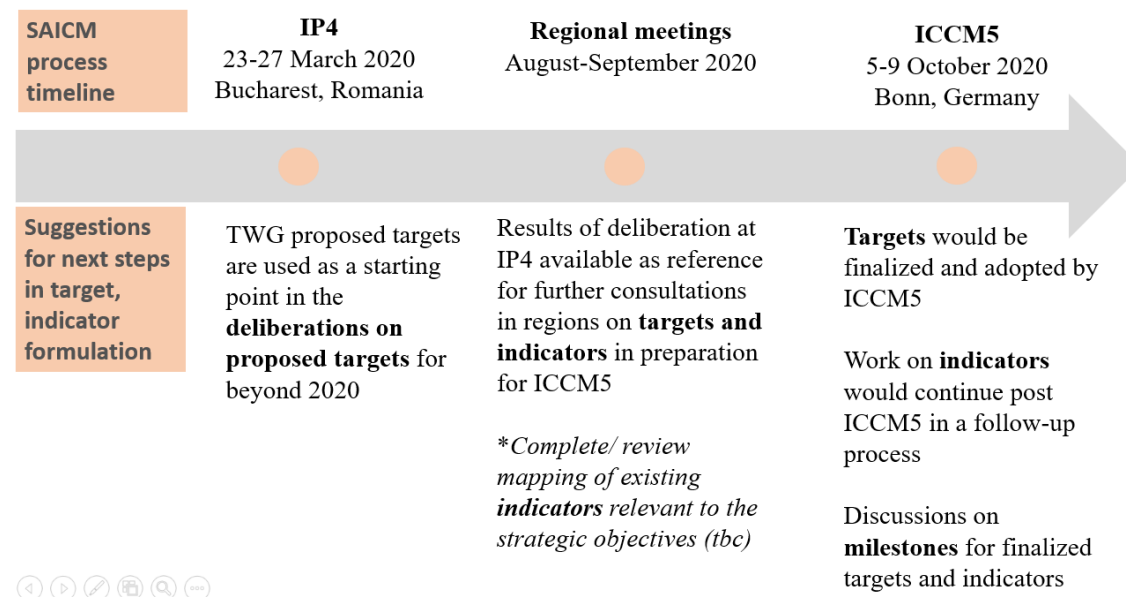 SAICM
process
timeline
IP4
23-27 March 2020
Bucharest, Romania
Regional meetings
August-September 2020
ICCM5
5-9 October 2020
Bonn, Germany
Suggestions
for next steps
in target,
indicator
formulation
TWG proposed targets
are used as a starting
point in the
deliberations on
proposed targets for
beyond 2020
Results of deliberation at
IP4 available as reference
for further consultations
in regions on targets and
indicators in preparation
for ICCM5
*Complete/ review
mapping of existing
indicators relevant to the
strategic objectives (tbc)
Targets would be
finalized and adopted by
ICCM5
Work on indicators
would continue post
ICCM5 in a follow-up
process
Discussions on
milestones for finalized
targets and indicators